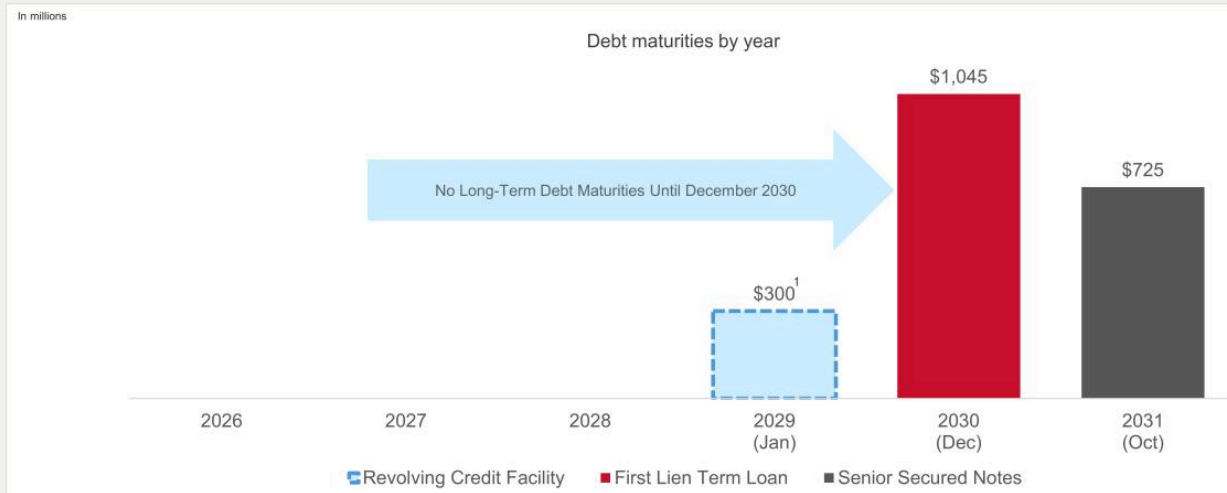 In millions
Debt maturities by year
$1,045
$725
No Long-Term Debt Maturities Until December 2030
$300¹
2026 2027 2028 2029 2030 2031
(Jan) (Dec) (Oct)
Revolving Credit Facility First Lien Term Loan Senior Secured Notes